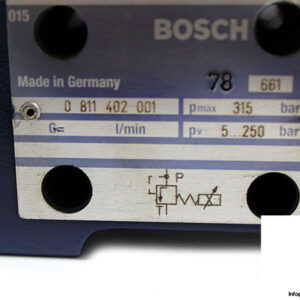 015
BOSCH
Made in Germany 78 661
0 811 402-001 pmax 315 bar
G= l/min pv 5...250 bar
P
T